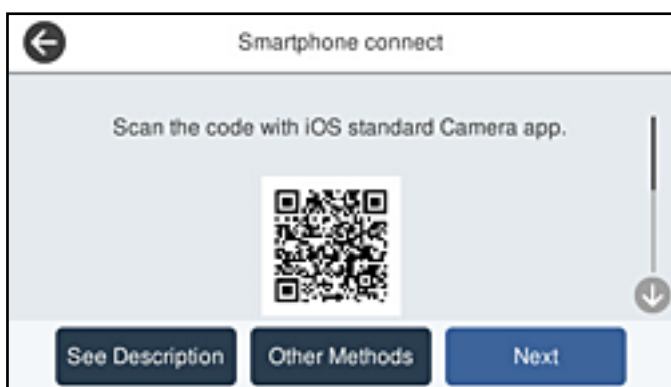 Smartphone connect
Scan the code with iOS standard Camera app.
See Description
Other Methods
Next